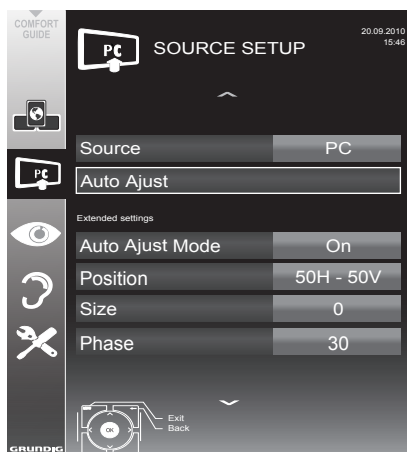 COMFORT
GUIDE
PC
SOURCE SETUP
20.09.2010
15:46
Source
PC
Auto Ajust
PC
Extended settings
Auto Ajust Mode
On
Position
50H - 50V
Size
0
Phase
30
OK
Exit
Back
GRUNDIG